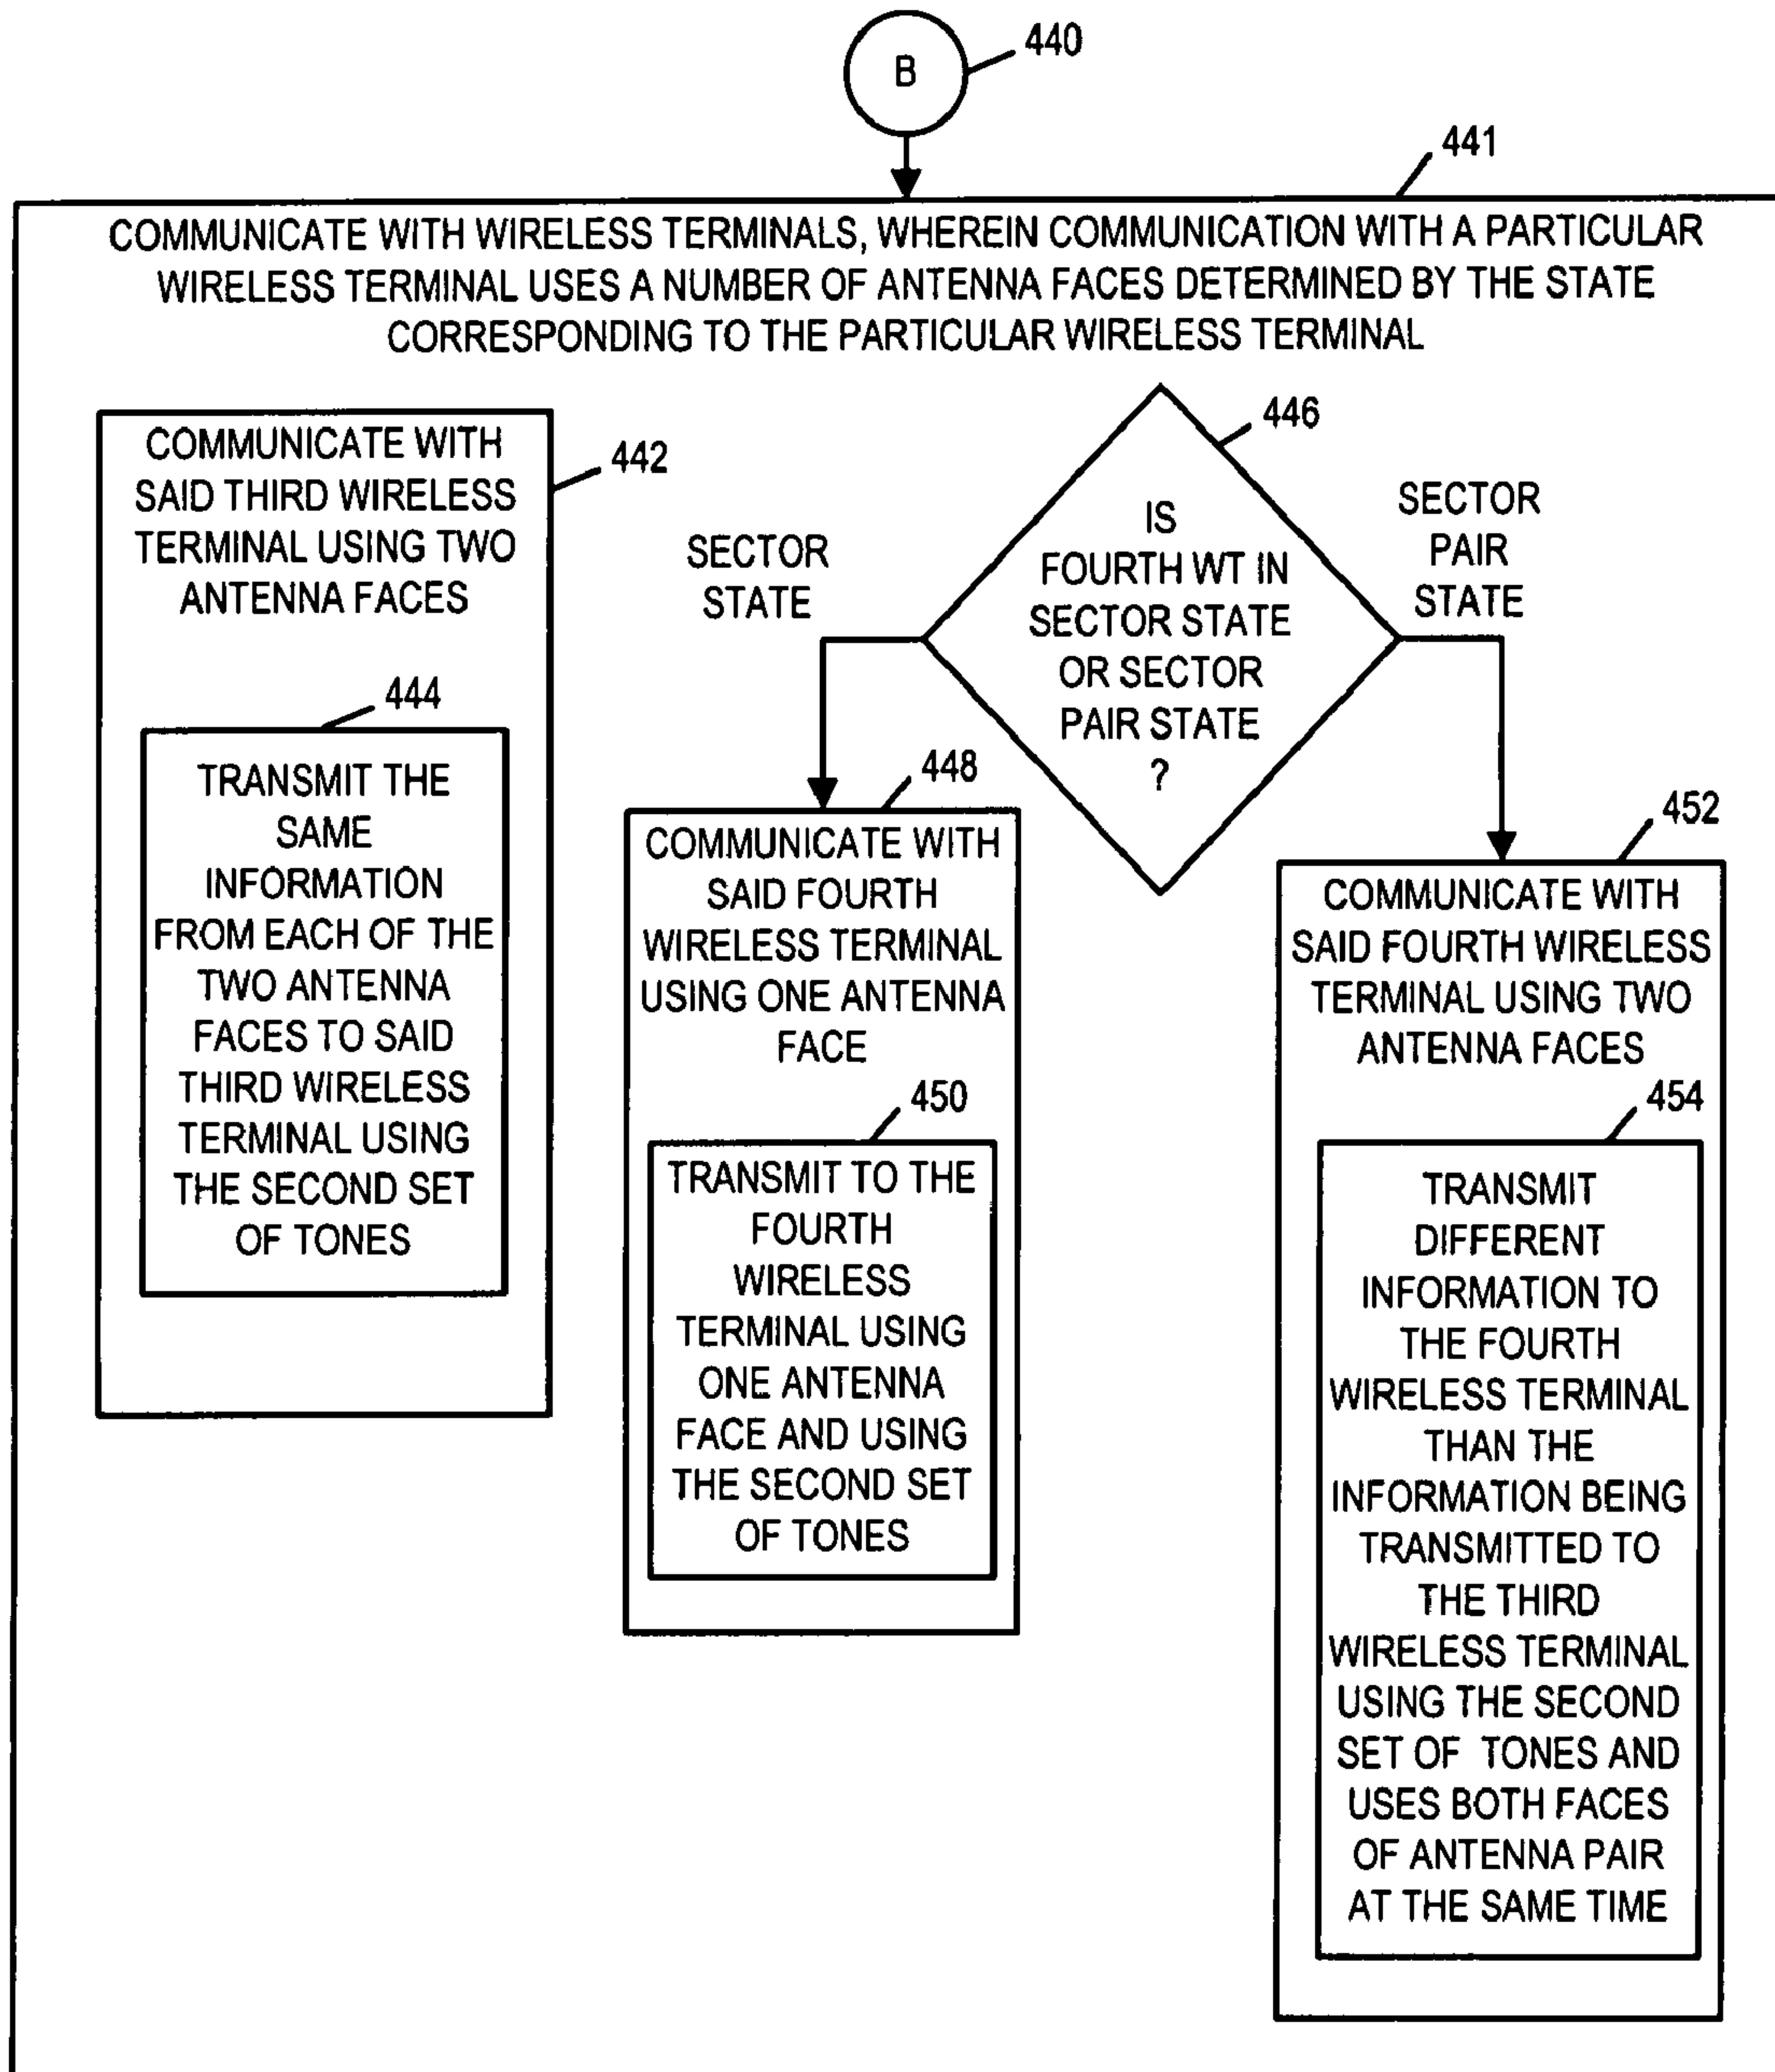 B
440
441
COMMUNICATE WITH WIRELESS TERMINALS, WHEREIN COMMUNICATION WITH A PARTICULAR
WIRELESS TERMINAL USES A NUMBER OF ANTENNA FACES DETERMINED BY THE STATE
CORRESPONDING TO THE PARTICULAR WIRELESS TERMINAL
COMMUNICATE WITH
SAID THIRD WIRELESS
TERMINAL USING TWO
ANTENNA FACES
442
444
TRANSMIT THE
SAME
INFORMATION
FROM EACH OF THE
TWO ANTENNA
FACES TO SAID
THIRD WIRELESS
TERMINAL USING
THE SECOND SET
OF TONES
446
IS
FOURTH WT IN
SECTOR STATE
OR SECTOR
PAIR STATE
?
SECTOR
STATE
SECTOR
PAIR
STATE
448
COMMUNICATE WITH
SAID FOURTH
WIRELESS TERMINAL
USING ONE ANTENNA
FACE
450
TRANSMIT TO THE
FOURTH
WIRELESS
TERMINAL USING
ONE ANTENNA
FACE AND USING
THE SECOND SET
OF TONES
452
COMMUNICATE WITH
SAID FOURTH WIRELESS
TERMINAL USING TWO
ANTENNA FACES
454
TRANSMIT
DIFFERENT
INFORMATION TO
THE FOURTH
WIRELESS TERMINAL
THAN THE
INFORMATION BEING
TRANSMITTED TO
THE THIRD
WIRELESS TERMINAL
USING THE SECOND
SET OF TONES AND
USES BOTH FACES
OF ANTENNA PAIR
AT THE SAME TIME